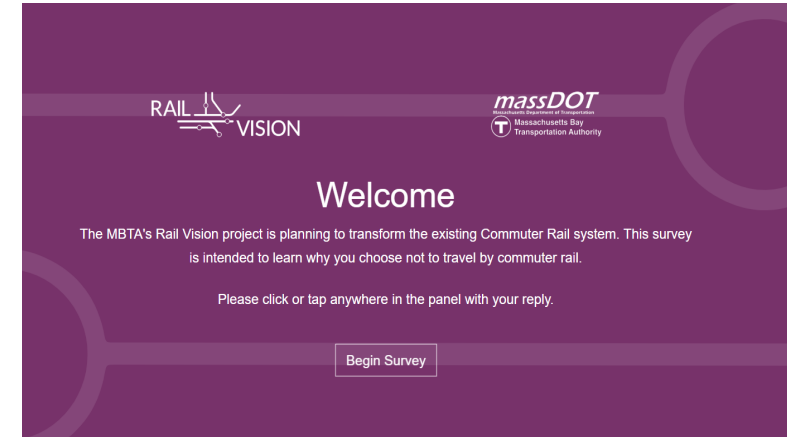 RAIL
VISION
massDOT
Massachusetts Department of Transportation
Massachusetts Bay
Transportation Authority
T
Welcome
The MBTA's Rail Vision project is planning to transform the existing Commuter Rail system. This survey
is intended to learn why you choose not to travel by commuter rail.
Please click or tap anywhere in the panel with your reply.
Begin Survey